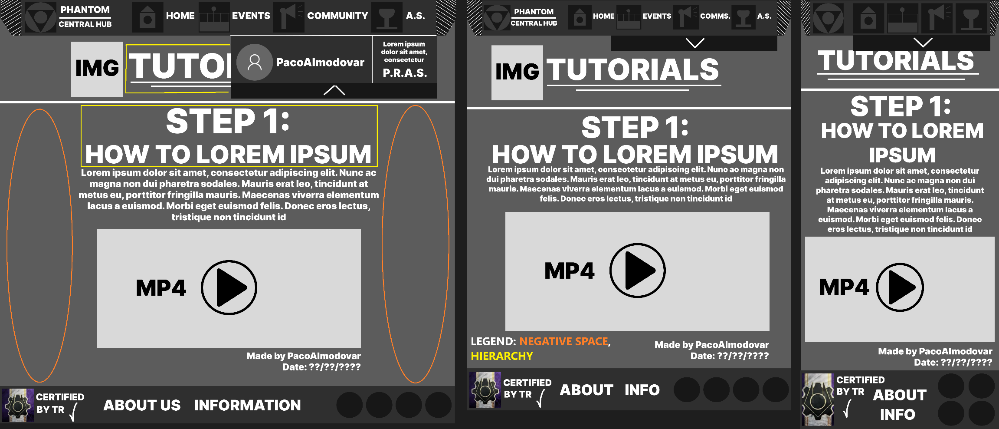 PHANTOM
CENTRAL HUB
HOME
EVENTS
COMMUNITY
A.S.
IMG
TUTO
PacoAlmodovar
Lorem ipsum
dolor sit amet,
consectetur
P.R.A.S.
STEP 1:
HOW TO LOREM IPSUM
Lorem ipsum dolor sit amet, consectetur adipiscing elit. Nunc ac
magna non dui pharetra sodales. Mauris erat leo, tincidunt at
metus eu, porttitor fringilla mauris. Maecenas viverra elementum
lacus a euismod. Morbi eget euismod felis. Donec eros lectus,
tristique non tincidunt id
MP4
Made by PacoAlmodovar
Date: ??/??/????
CERTIFIED
BY TR
ABOUT US
INFORMATION
PHANTOM
CENTRAL HUB
HOME
EVENTS
COMMS.
A.S.
IMG
TUTORIALS
STEP 1:
HOW TO LOREM IPSUM
Lorem ipsum dolor sit amet, consectetur adipiscing elit. Nunc ac magna non
dui pharetra sodales. Mauris erat leo, tincidunt at metus eu, porttitor fringilla
mauris. Maecenas viverra elementum lacus a euismod. Morbi eget euismod
felis. Donec eros lectus, tristique non tincidunt id
MP4
LEGEND: NEGATIVE SPACE,
HIERARCHY
Made by PacoAlmodovar
Date: ??/??/????
CERTIFIED
BY TR
ABOUT
INFO
TUTORIALS
STEP 1:
HOW TO LOREM
IPSUM
Lorem ipsum dolor sit amet, consectetur
adipiscing elit. Nunc ac magna non dui
pharetra sodales. Mauris erat leo, tincidunt
at metus eu, porttitor fringilla mauris.
Maecenas viverra elementum lacus a
euismod. Morbi eget euismod felis. Donec
eros lectus, tristique non tincidunt id
MP4
Made by PacoAlmodovar
Date: ??/??/????
CERTIFIED
BY TR
ABOUT
INFO